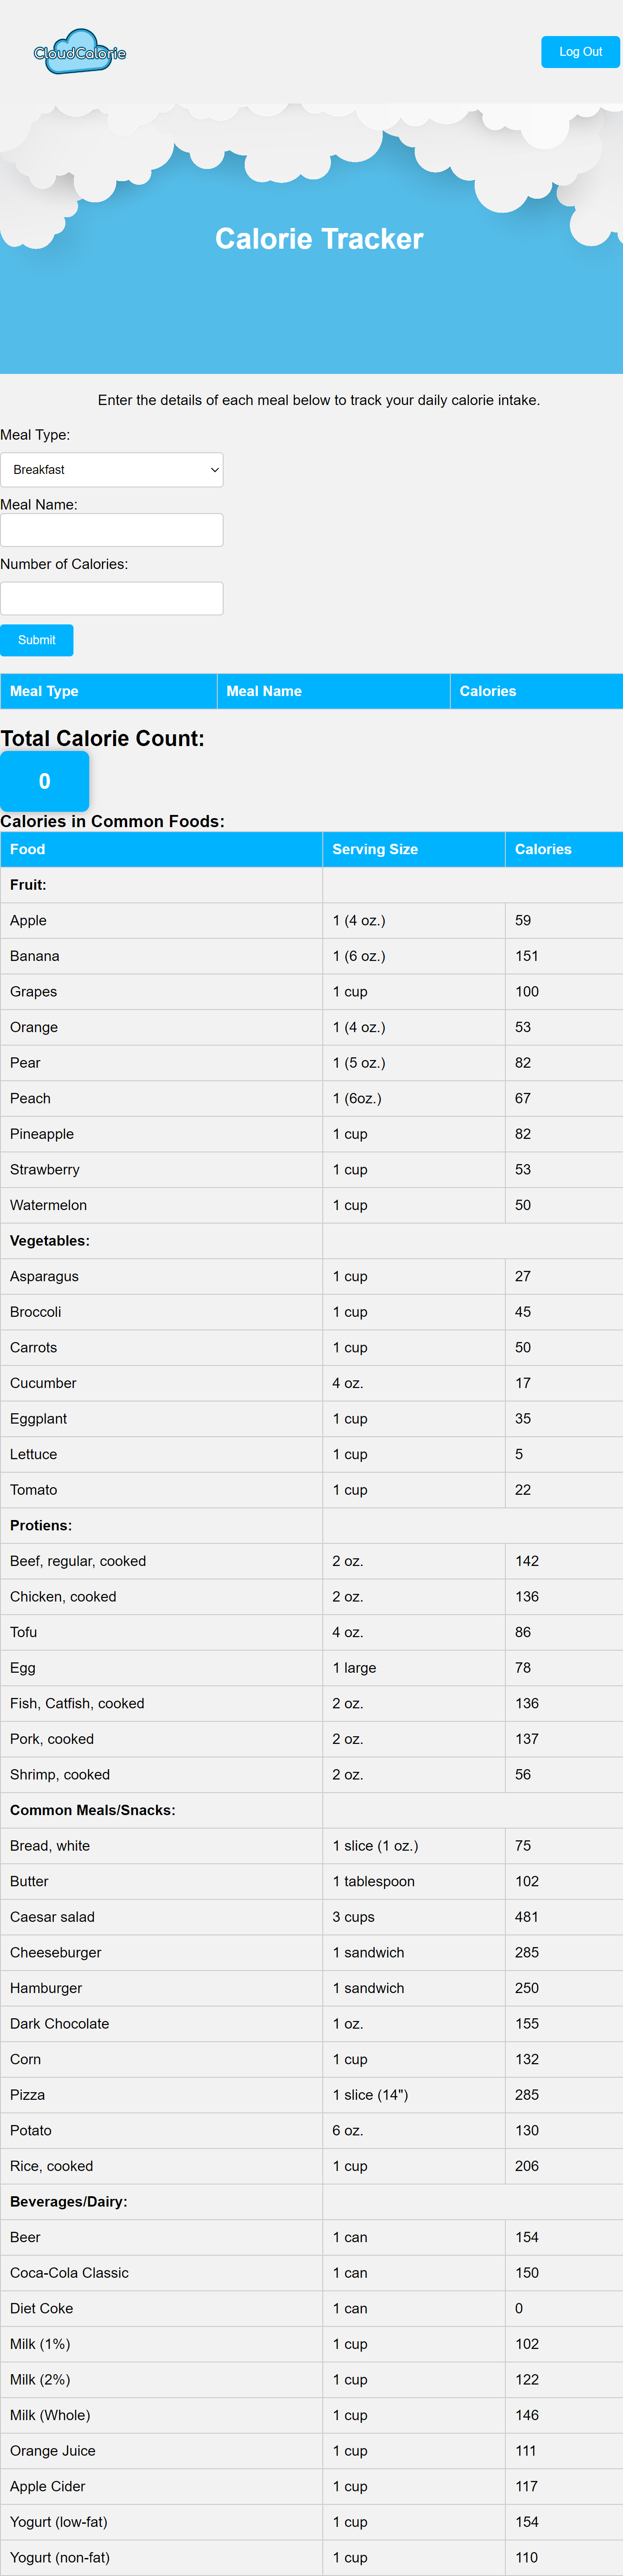 CloudCalorie
Log Out
Calorie Tracker
Enter the details of each meal below to track your daily calorie intake.
Meal Type:
Breakfast
Meal Name:
Number of Calories:
Submit
Meal Type Meal Name Calories
Total Calorie Count:
0
Calories in Common Foods:
Food Serving Size Calories
Fruit:
Apple 1 (4 oz.) 59
Banana 1 (6 oz.) 151
Grapes 1 cup 100
Orange 1 (4 oz.) 53
Pear 1 (5 oz.) 82
Peach 1 (6oz.) 67
Pineapple 1 cup 82
Strawberry 1 cup 53
Watermelon 1 cup 50
Vegetables:
Asparagus 1 cup 27
Broccoli 1 cup 45
Carrots 1 cup 50
Cucumber 4 oz. 17
Eggplant 1 cup 35
Lettuce 1 cup 5
Tomato 1 cup 22
Protiens:
Beef, regular, cooked 2 oz. 142
Chicken, cooked 2 oz. 136
Tofu 4 oz. 86
Egg 1 large 78
Fish, Catfish, cooked 2 oz. 136
Pork, cooked 2 oz. 137
Shrimp, cooked 2 oz. 56
Common Meals/Snacks:
Bread, white 1 slice (1 oz.) 75
Butter 1 tablespoon 102
Caesar salad 3 cups 481
Cheeseburger 1 sandwich 285
Hamburger 1 sandwich 250
Dark Chocolate 1 oz. 155
Corn 1 cup 132
Pizza 1 slice (14") 285
Potato 6 oz. 130
Rice, cooked 1 cup 206
Beverages/Dairy:
Beer 1 can 154
Coca-Cola Classic 1 can 150
Diet Coke 1 can 0
Milk (1%) 1 cup 102
Milk (2%) 1 cup 122
Milk (Whole) 1 cup 146
Orange Juice 1 cup 111
Apple Cider 1 cup 117
Yogurt (low-fat) 1 cup 154
Yogurt (non-fat) 1 cup 110